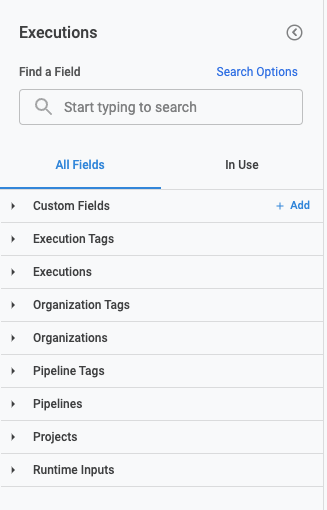 Executions
Find a Field Search Options
Start typing to search
All Fields In Use
Custom Fields + Add
Execution Tags
Executions
Organization Tags
Organizations
Pipeline Tags
Pipelines
Projects
Runtime Inputs